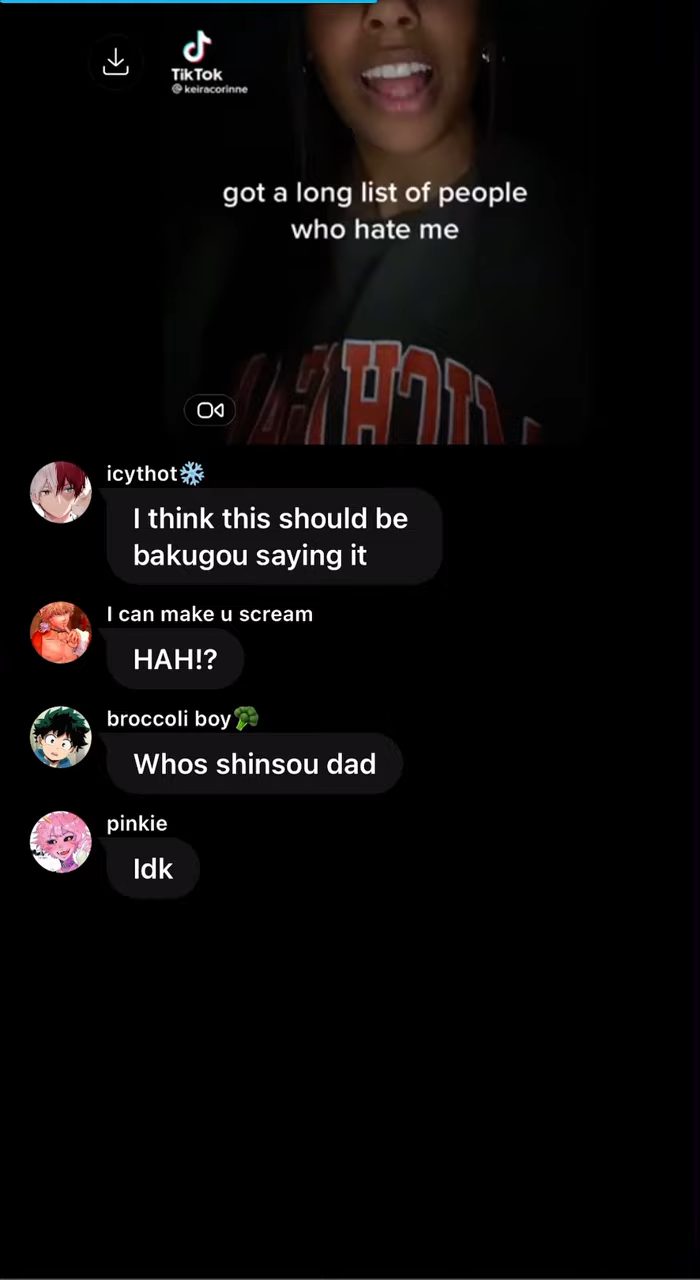 TikTok
@keiracorinne
got a long list of people
who hate me
icythot❄️
I think this should be
bakugou saying it
I can make u scream
HAH!?
broccoli boy🥦
Whos shinsou dad
pinkie
Idk